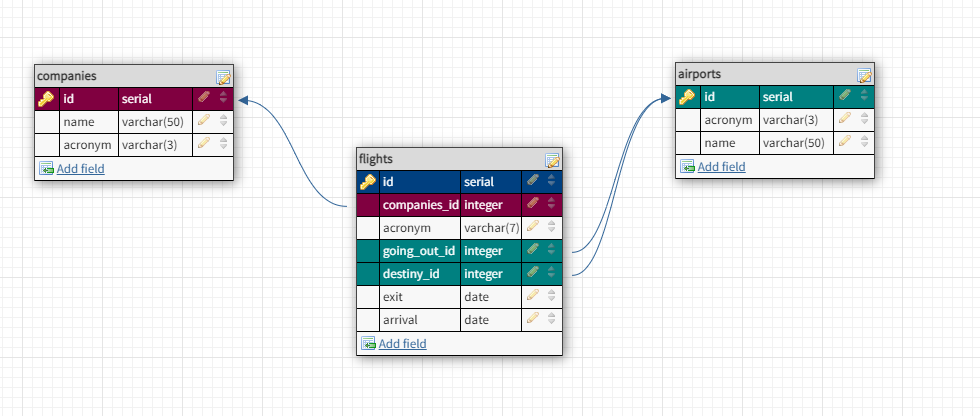 companies
id serial
name varchar(50)
acronym varchar(3)
Add field
flights
id serial
companies_id integer
acronym varchar(7)
going_out_id integer
destiny_id integer
exit date
arrival date
Add field
airports
id serial
acronym varchar(3)
name varchar(50)
Add field